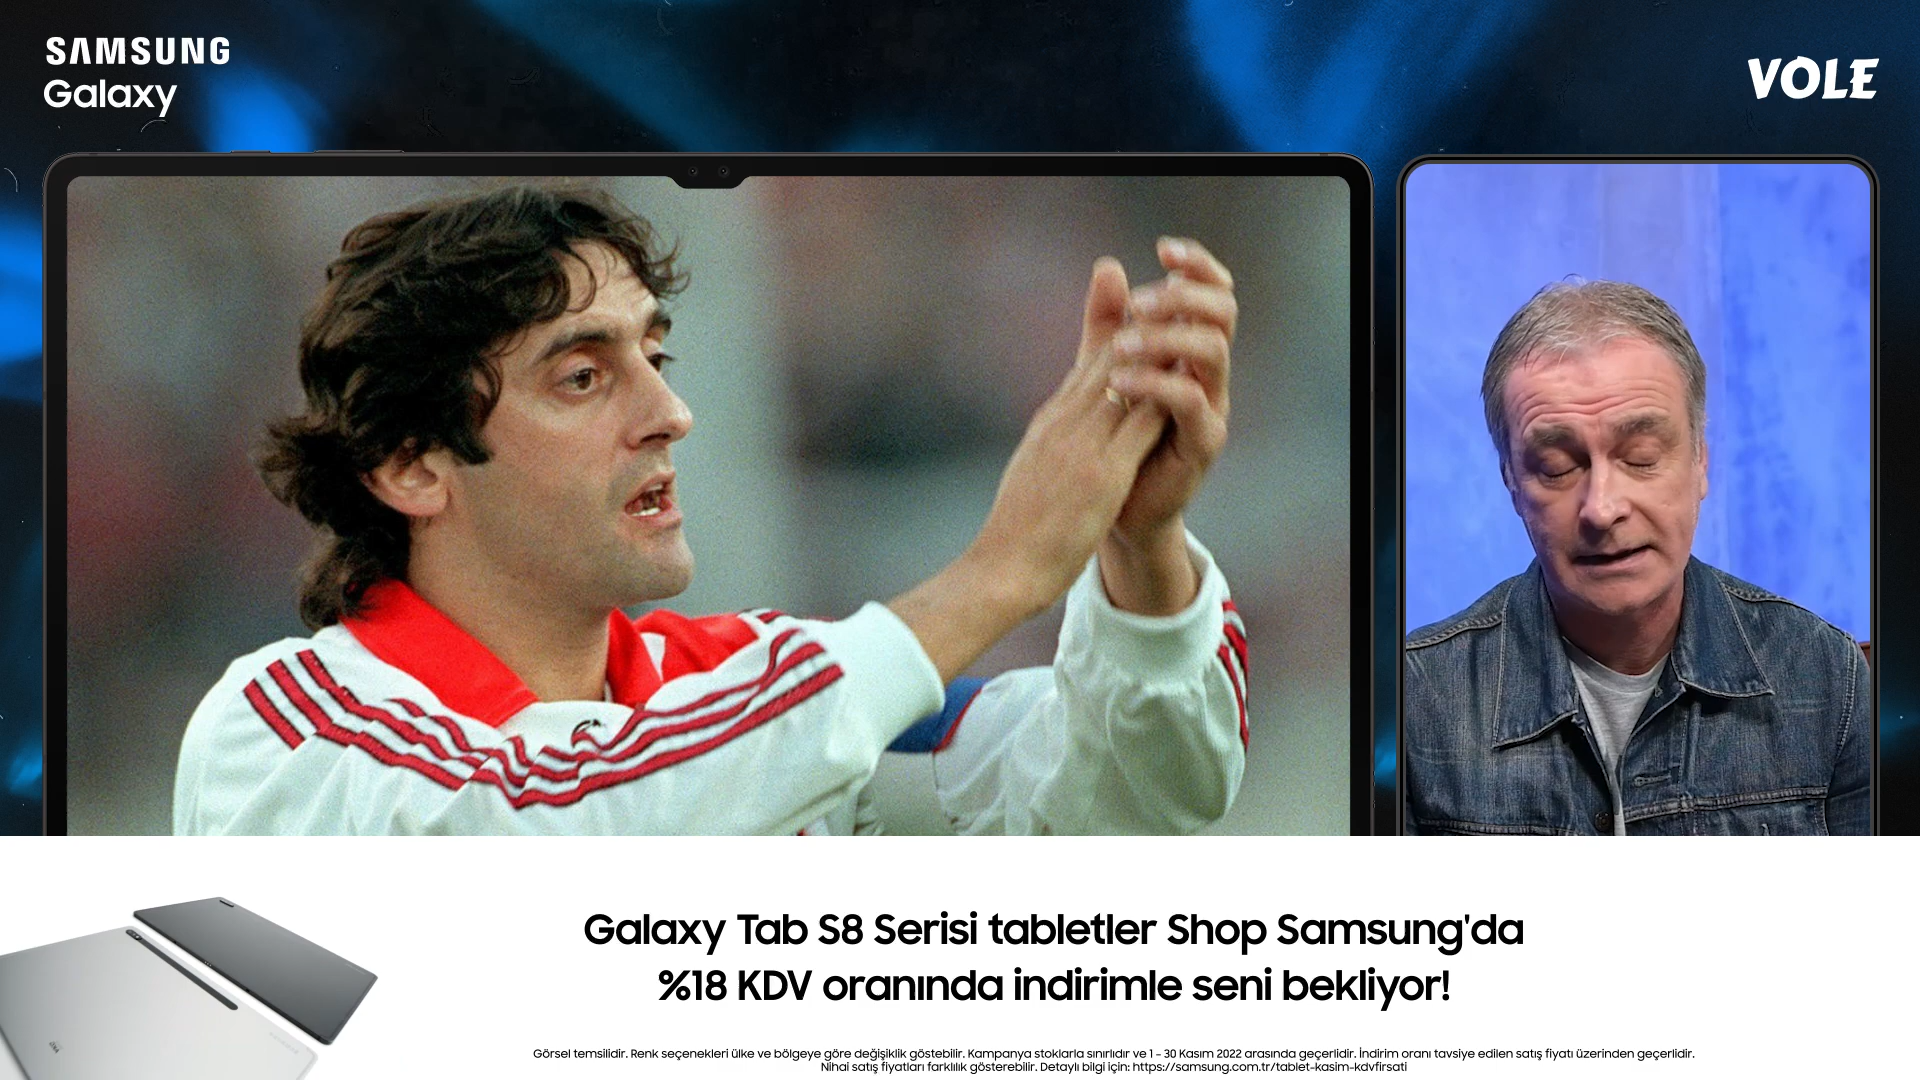 SAMSUNG
Galaxy
VOLE
Galaxy Tab S8 Serisi tabletler Shop Samsung'da
%18 KDV oranında indirimle seni bekliyor!
Görsel temsilidir. Renk seçenekleri ülke ve bölgeye göre değişiklik göstebilir. Kampanya stoklarla sınırlıdır ve 1 - 30 Kasım 2022 arasında geçerlidir. İndirim oranı tavsiye edilen satış fiyatı üzerinden geçerlidir.
Nihai satış fiyatları farklılık gösterebilir. Detaylı bilgi için: https://samsung.com.tr/tablet-kasim-kdvfirsati